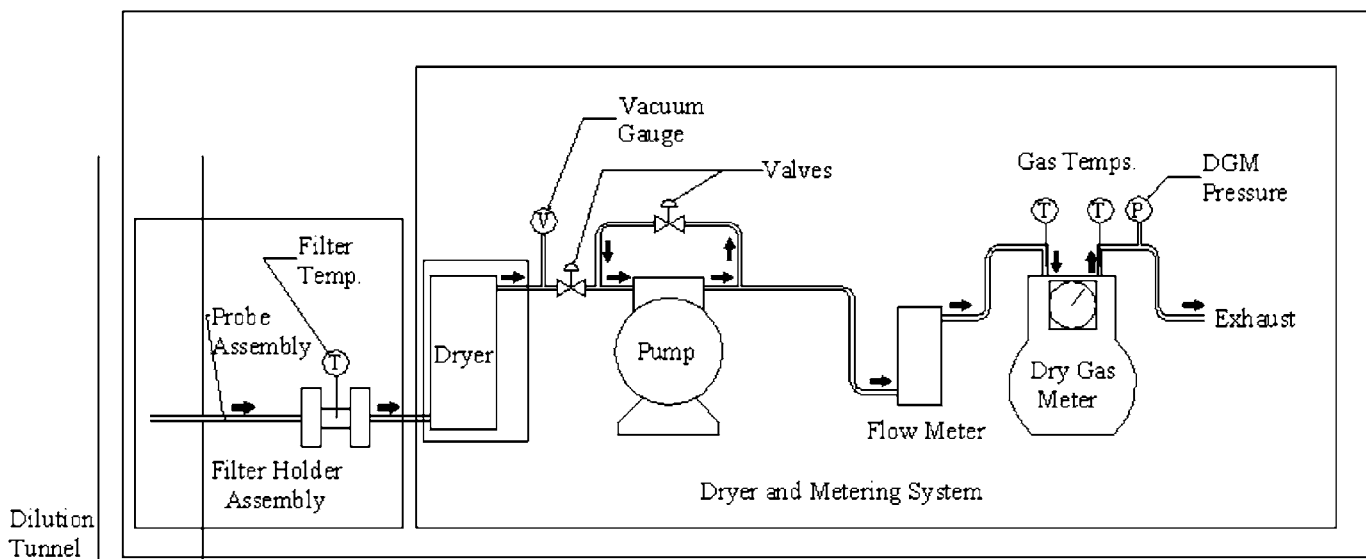 Vacuum
Gauge
Valves
Gas Temps.
DGM
Pressure
V
T
T
P
Filter
Temp.
Probe
Assembly
T
Dryer
Pump
Exhaust
Dry Gas
Meter
Flow Meter
Filter Holder
Assembly
Dryer and Metering System
Dilution
Tunnel